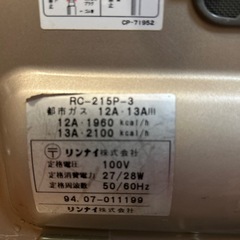 CP-71952
RC-215P-3
都市ガス 12A・13A用
12A・1960 kcal/h
13A・2100 kcal/h
リンナイ株式会社
定格電圧 100V
定格消費電力 27/28W
定格周波数 50/60Hz
94.07-011199
リンナイ株式会社